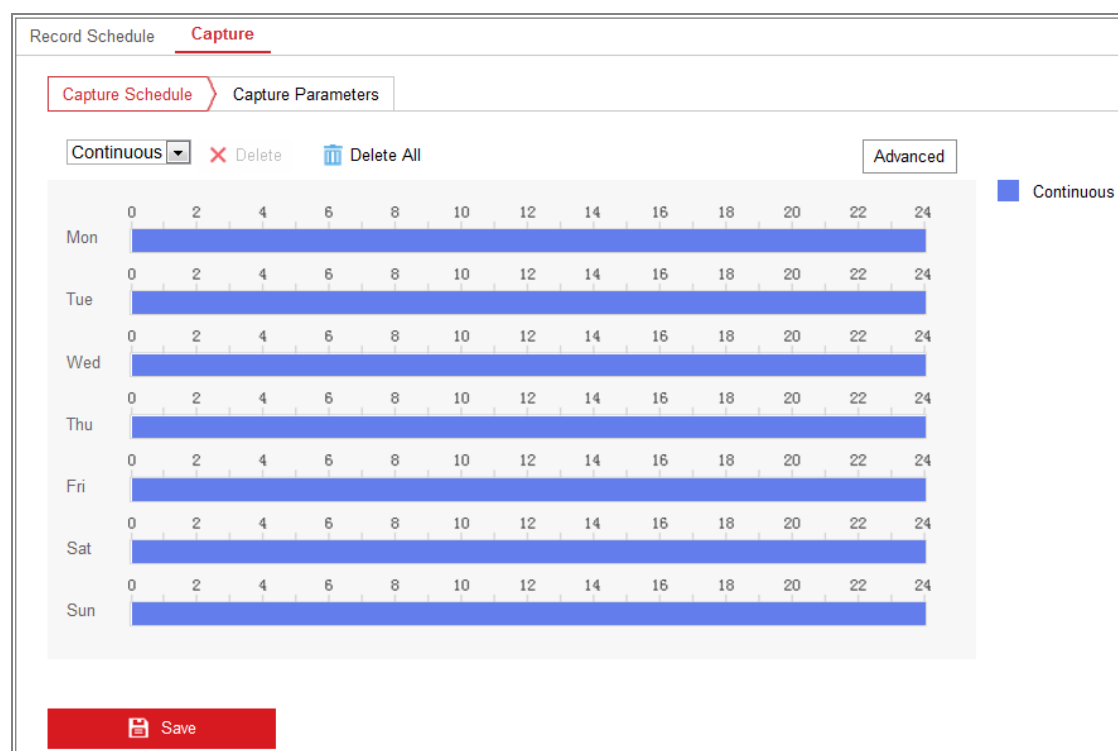 Record Schedule Capture
Capture Schedule Capture Parameters
Continuous Delete Delete All Advanced
Continuous
0 2 4 6 8 10 12 14 16 18 20 22 24
Mon
0 2 4 6 8 10 12 14 16 18 20 22 24
Tue
0 2 4 6 8 10 12 14 16 18 20 22 24
Wed
0 2 4 6 8 10 12 14 16 18 20 22 24
Thu
0 2 4 6 8 10 12 14 16 18 20 22 24
Fri
0 2 4 6 8 10 12 14 16 18 20 22 24
Sat
0 2 4 6 8 10 12 14 16 18 20 22 24
Sun
Save